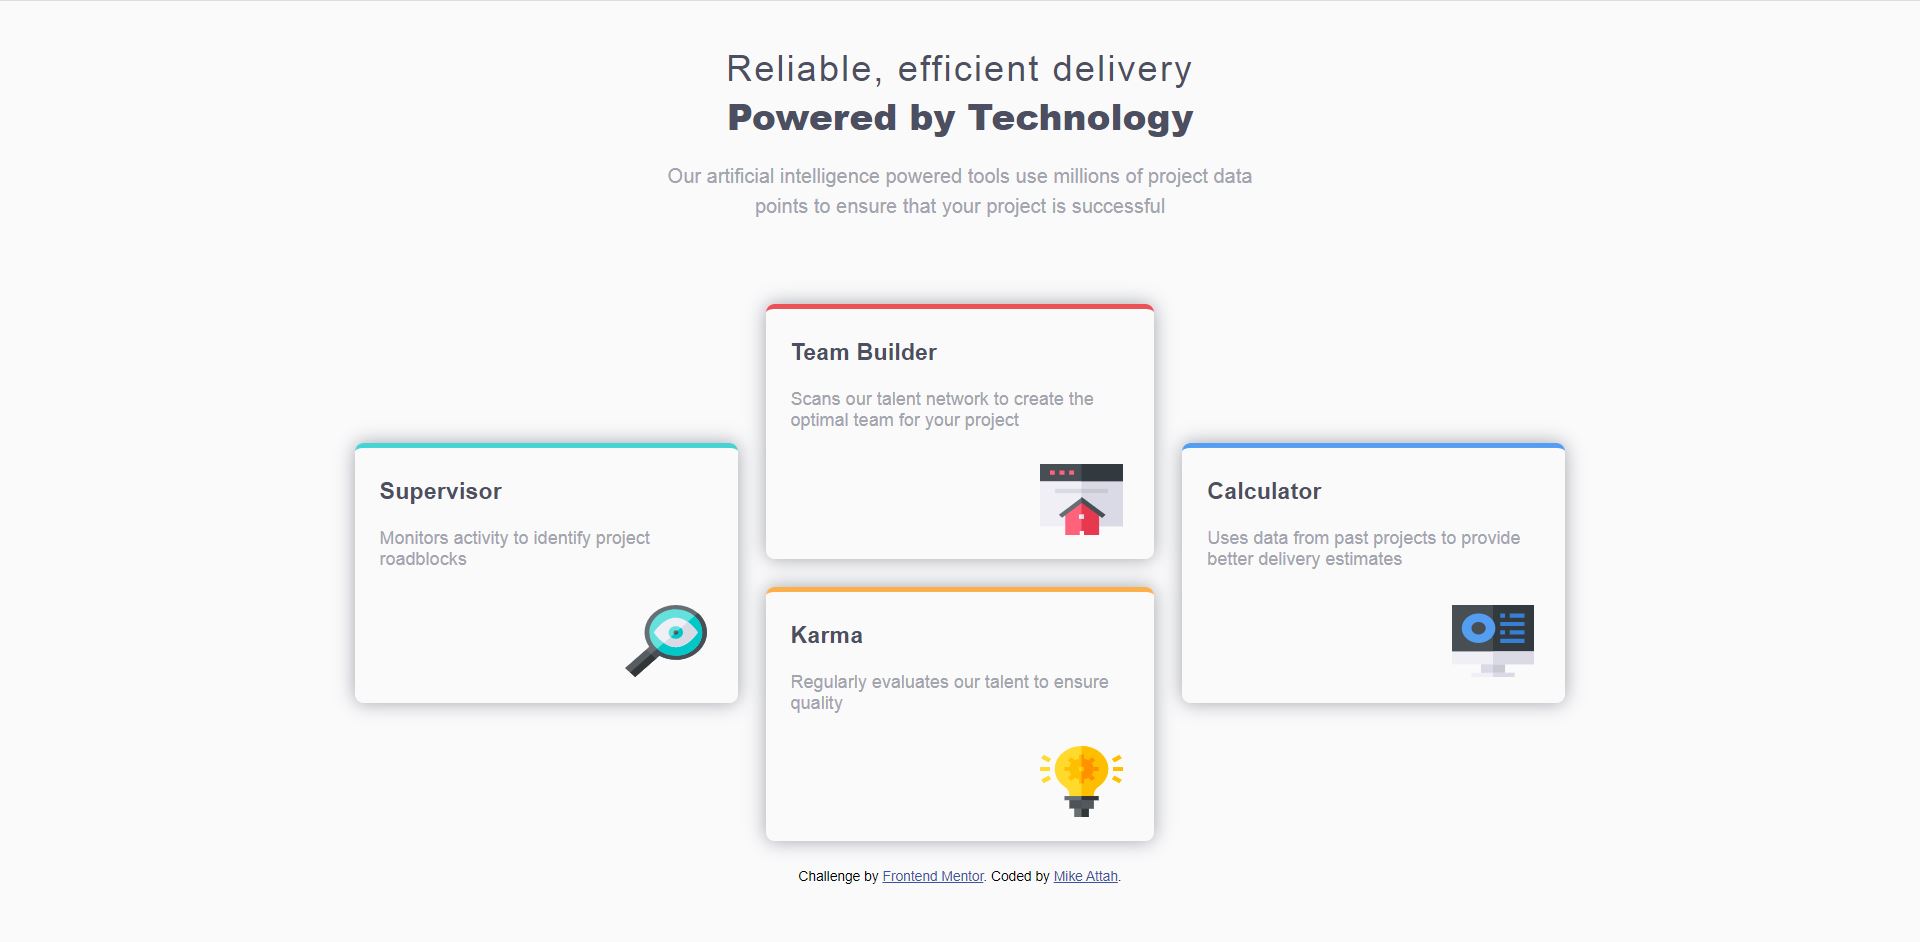 Reliable, efficient delivery
Powered by Technology
Our artificial intelligence powered tools use millions of project data
points to ensure that your project is successful
Supervisor
Monitors activity to identify project
roadblocks
Team Builder
Scans our talent network to create the
optimal team for your project
Karma
Regularly evaluates our talent to ensure
quality
Calculator
Uses data from past projects to provide
better delivery estimates
Challenge by Frontend Mentor. Coded by Mike Attah.